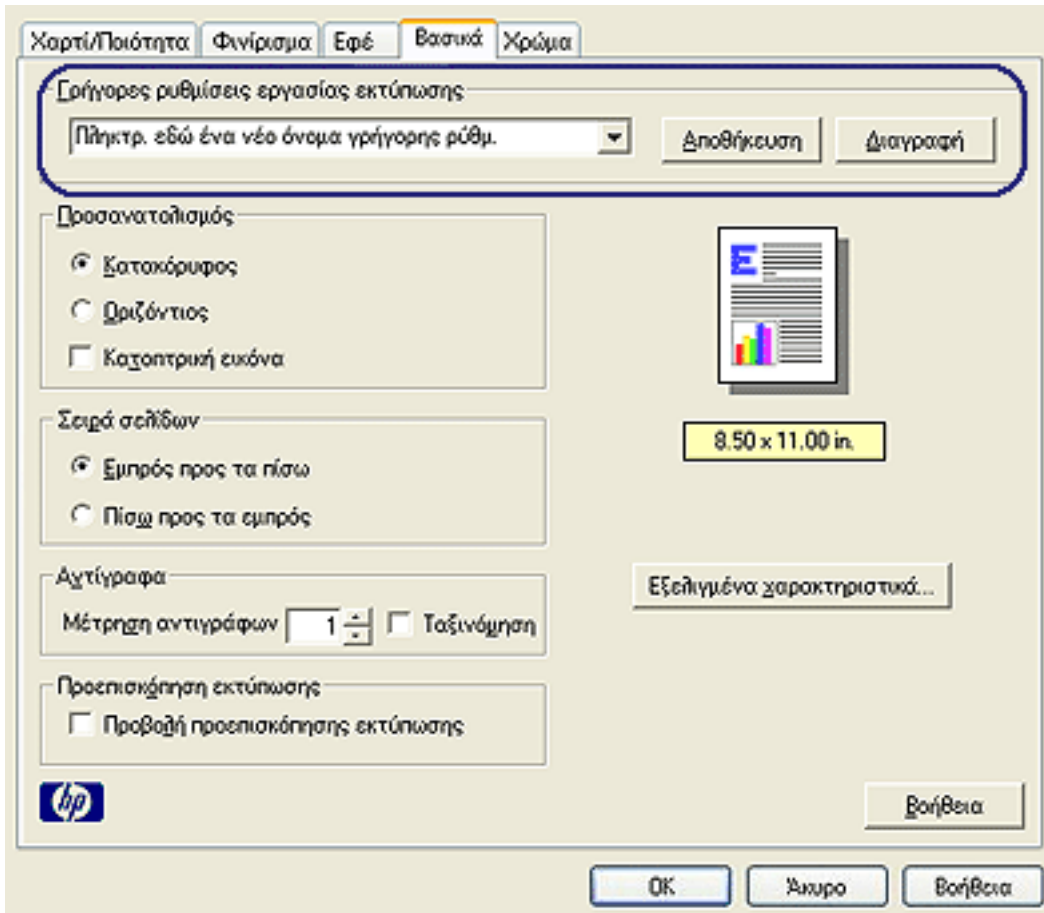 Χαρτί/Ποιότητα Φινίρισμα Εφέ Βασικά Χρώμα
Γρήγορες ρυθμίσεις εργασίας εκτύπωσης
Πληκτρ. εδώ ένα νέο όνομα γρήγορης ρύθμ. Αποθήκευση Διαγραφή
Προσανατολισμός
Κατακόρυφος
Οριζόντιος
Κατοπτρική εικόνα
E
Σειρά σελίδων
8.50 x 11.00 in.
Εμπρός προς τα πίσω
Πίσω προς τα εμπρός
Αντίγραφα
Εξελιγμένα χαρακτηριστικά...
Μέτρηση αντιγράφων 1 Ταξινόμηση
Προεπισκόπηση εκτύπωσης
Προβολή προεπισκόπησης εκτύπωσης
hp
Βοήθεια
OK Άκυρο Βοήθεια